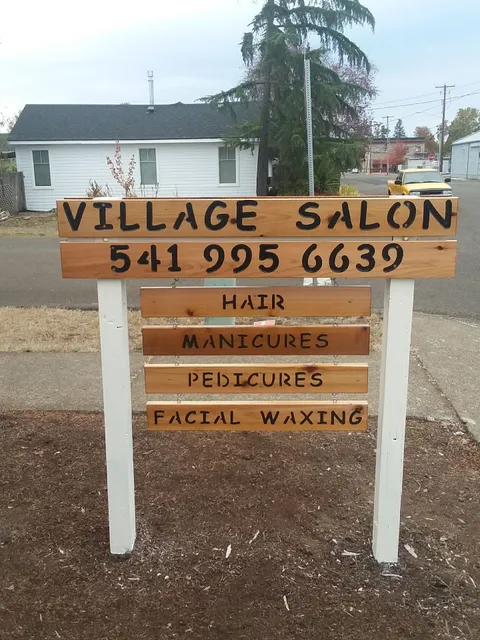 VILLAGE SALON
541 995 6639
HAIR
MANICURES
PEDICURES
FACIAL WAXING